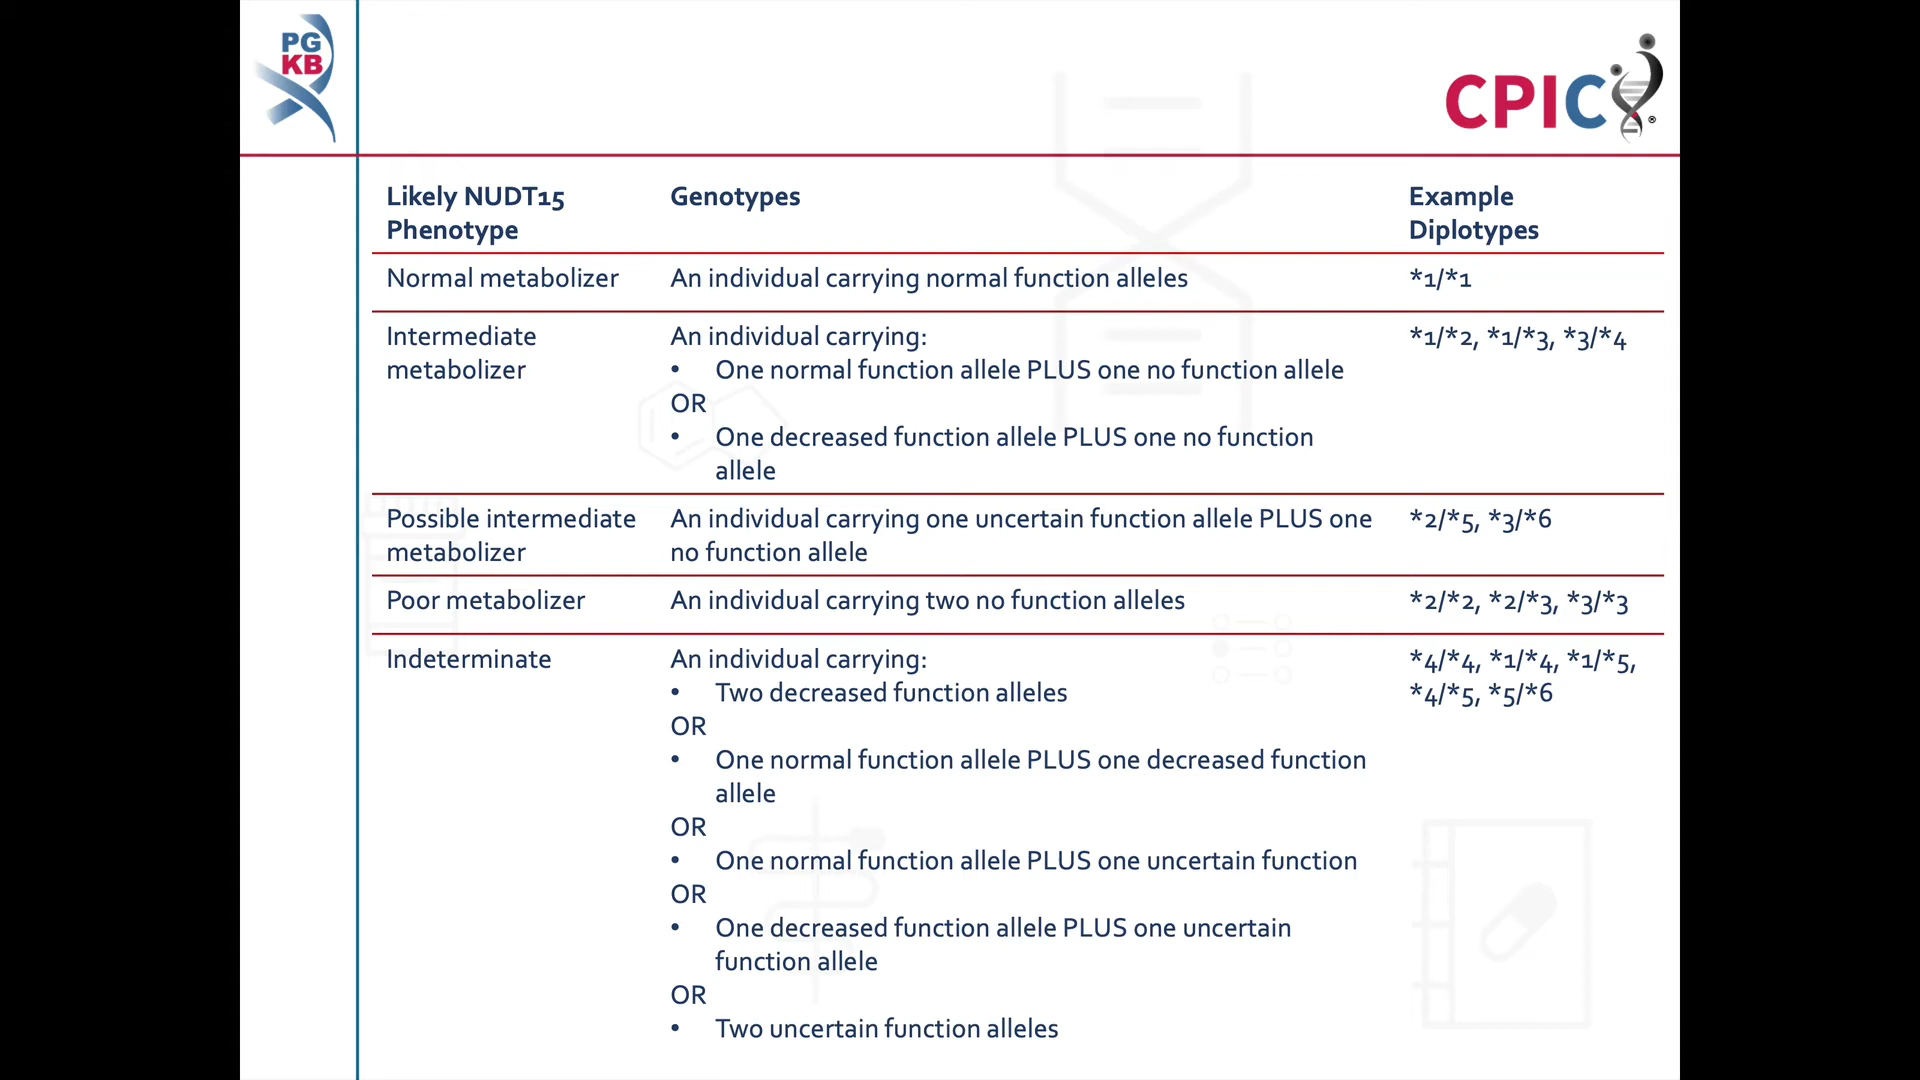 PG
KB
CPIC®
Likely NUDT15
Phenotype
Genotypes
Example
Diplotypes
Normal metabolizer
An individual carrying normal function alleles
*1/*1
Intermediate
metabolizer
An individual carrying:
• One normal function allele PLUS one no function allele
OR
• One decreased function allele PLUS one no function
allele
*1/*2, *1/*3, *3/*4
Possible intermediate
metabolizer
An individual carrying one uncertain function allele PLUS one
no function allele
*2/*5, *3/*6
Poor metabolizer
An individual carrying two no function alleles
*2/*2, *2/*3, *3/*3
Indeterminate
An individual carrying:
• Two decreased function alleles
OR
• One normal function allele PLUS one decreased function
allele
OR
• One normal function allele PLUS one uncertain function
OR
• One decreased function allele PLUS one uncertain
function allele
OR
• Two uncertain function alleles
*4/*4, *1/*4, *1/*5,
*4/*5, *5/*6